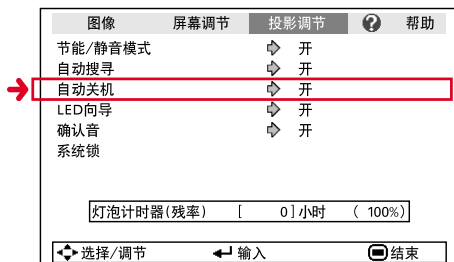 图像 屏幕调节 投影调节 ? 帮助
节能/静音模式 开
自动搜寻 开
自动关机 开
LED向导 开
确认音 开
系统锁
灯泡计时器(残率) [ 0]小时 ( 100%)
选择/调节 输入 结束